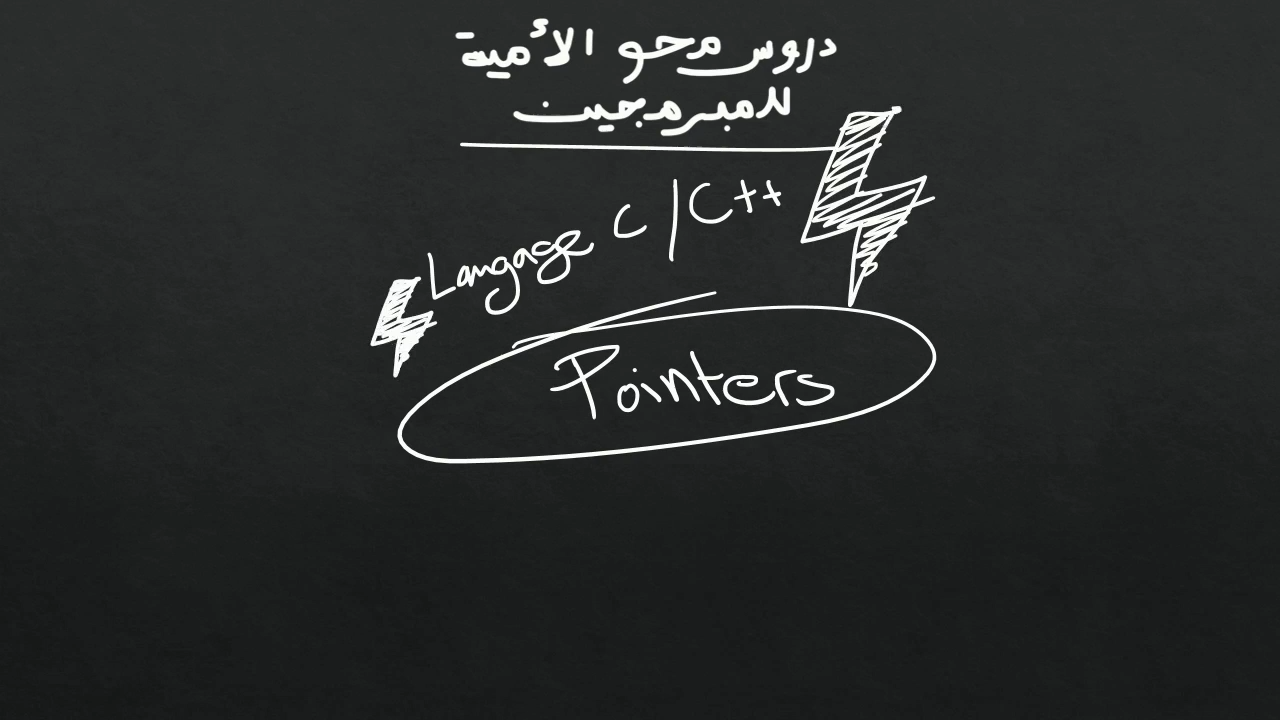 دروس محو الأمية
للمبرمجين
Langage C/C++
Pointers